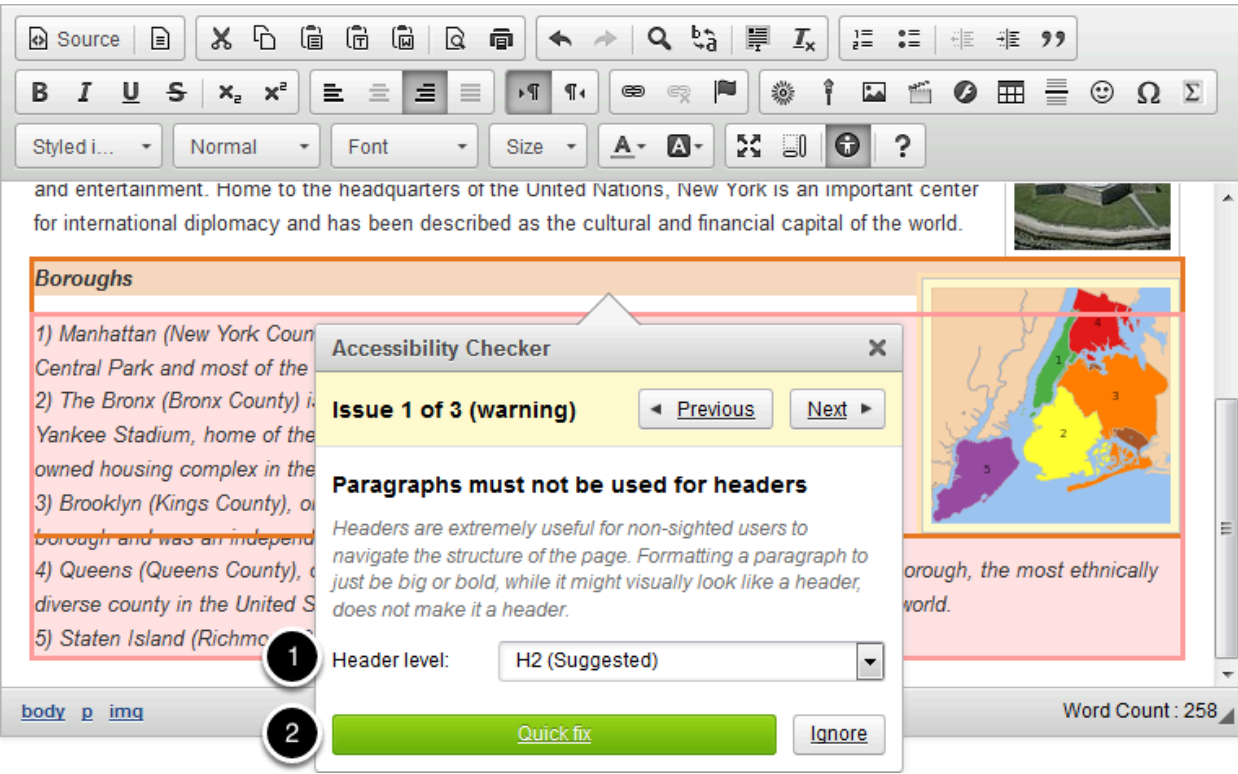 Source
B I U S x₂ x²
Styled i... Normal Font Size A A ?
and entertainment. Home to the headquarters of the United Nations, New York is an important center
for international diplomacy and has been described as the cultural and financial capital of the world.
Boroughs
1) Manhattan (New York Coun
Central Park and most of the
2) The Bronx (Bronx County)
Yankee Stadium, home of the
owned housing complex in the
3) Brooklyn (Kings County),
borough and was an independ
4) Queens (Queens County), orough, the most ethnically
diverse county in the United S world.
5) Staten Island (Richmo
4
1
3
2
5
Accessibility Checker
Issue 1 of 3 (warning) Previous Next
Paragraphs must not be used for headers
Headers are extremely useful for non-sighted users to
navigate the structure of the page. Formatting a paragraph to
just be big or bold, while it might visually look like a header,
does not make it a header.
1 Header level: H2 (Suggested)
2 Quick fix Ignore
body p img Word Count : 258